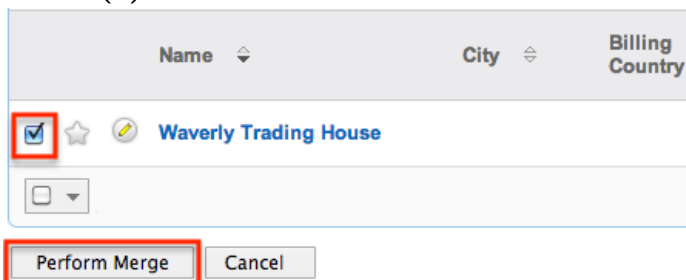 Name City Billing Country
Waverly Trading House
Perform Merge Cancel